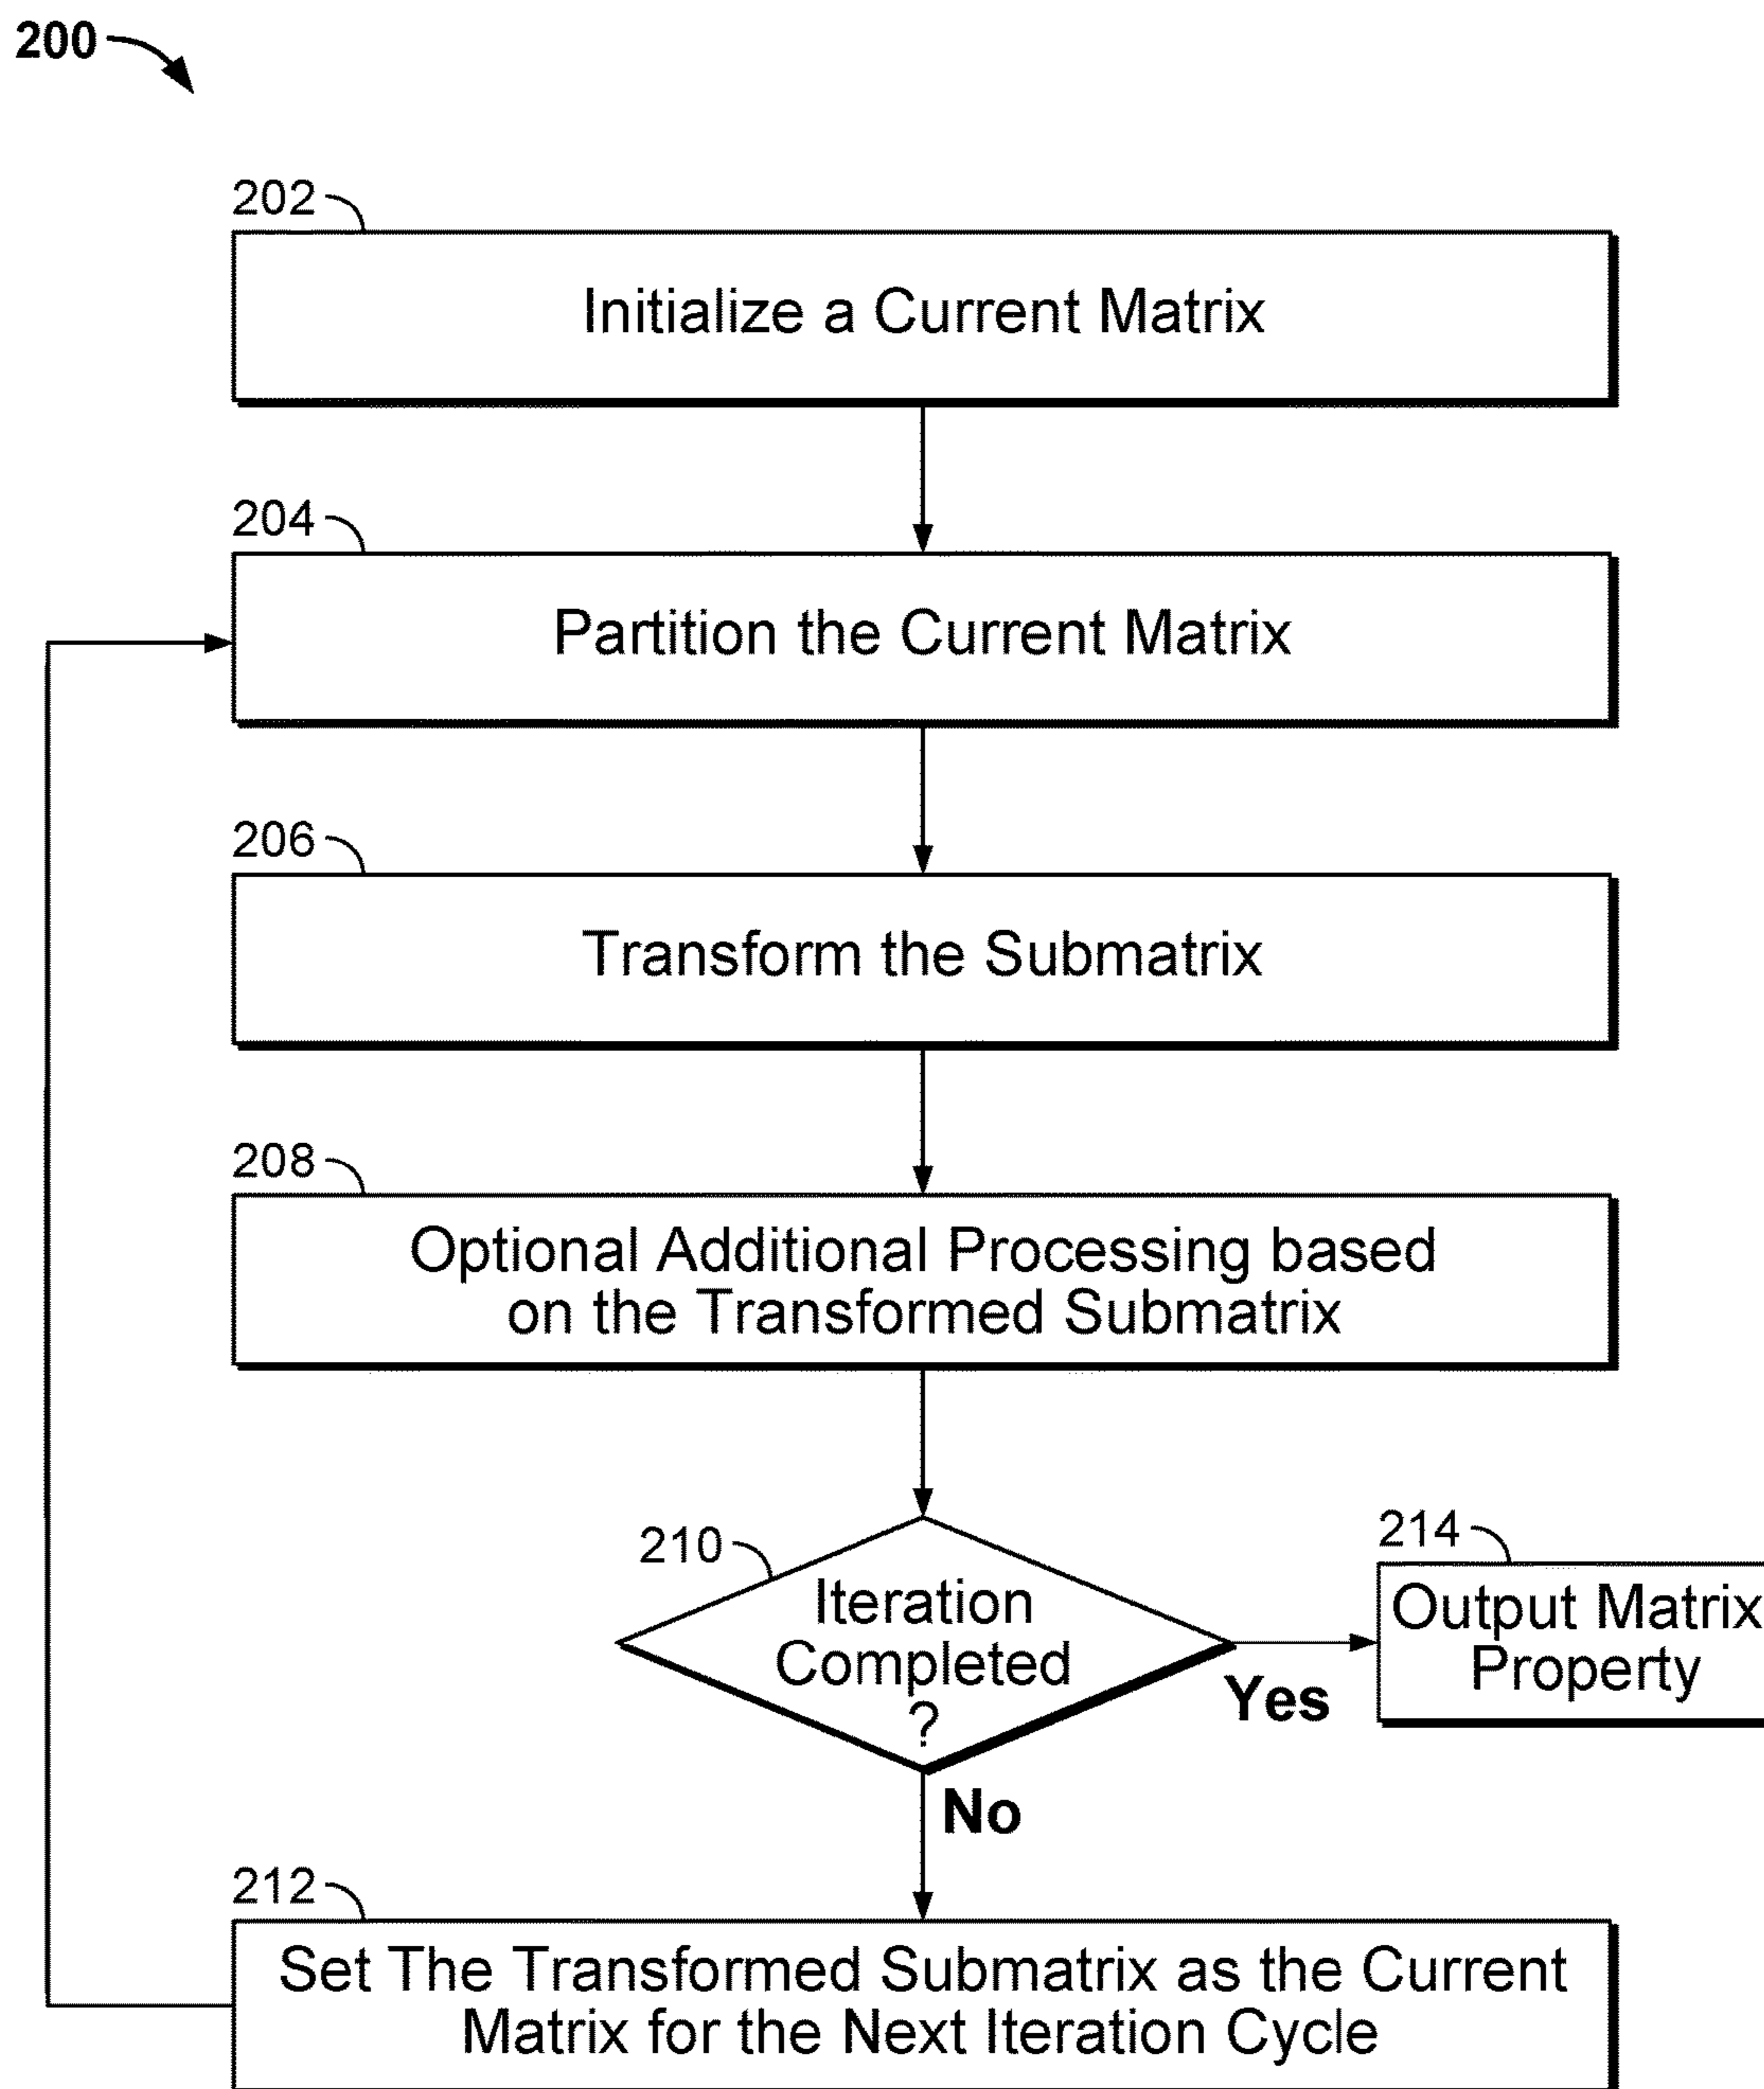 200
202
Initialize a Current Matrix
204
Partition the Current Matrix
206
Transform the Submatrix
208
Optional Additional Processing based
on the Transformed Submatrix
210
Iteration
Completed
?
Yes
214
Output Matrix
Property
No
212
Set The Transformed Submatrix as the Current
Matrix for the Next Iteration Cycle